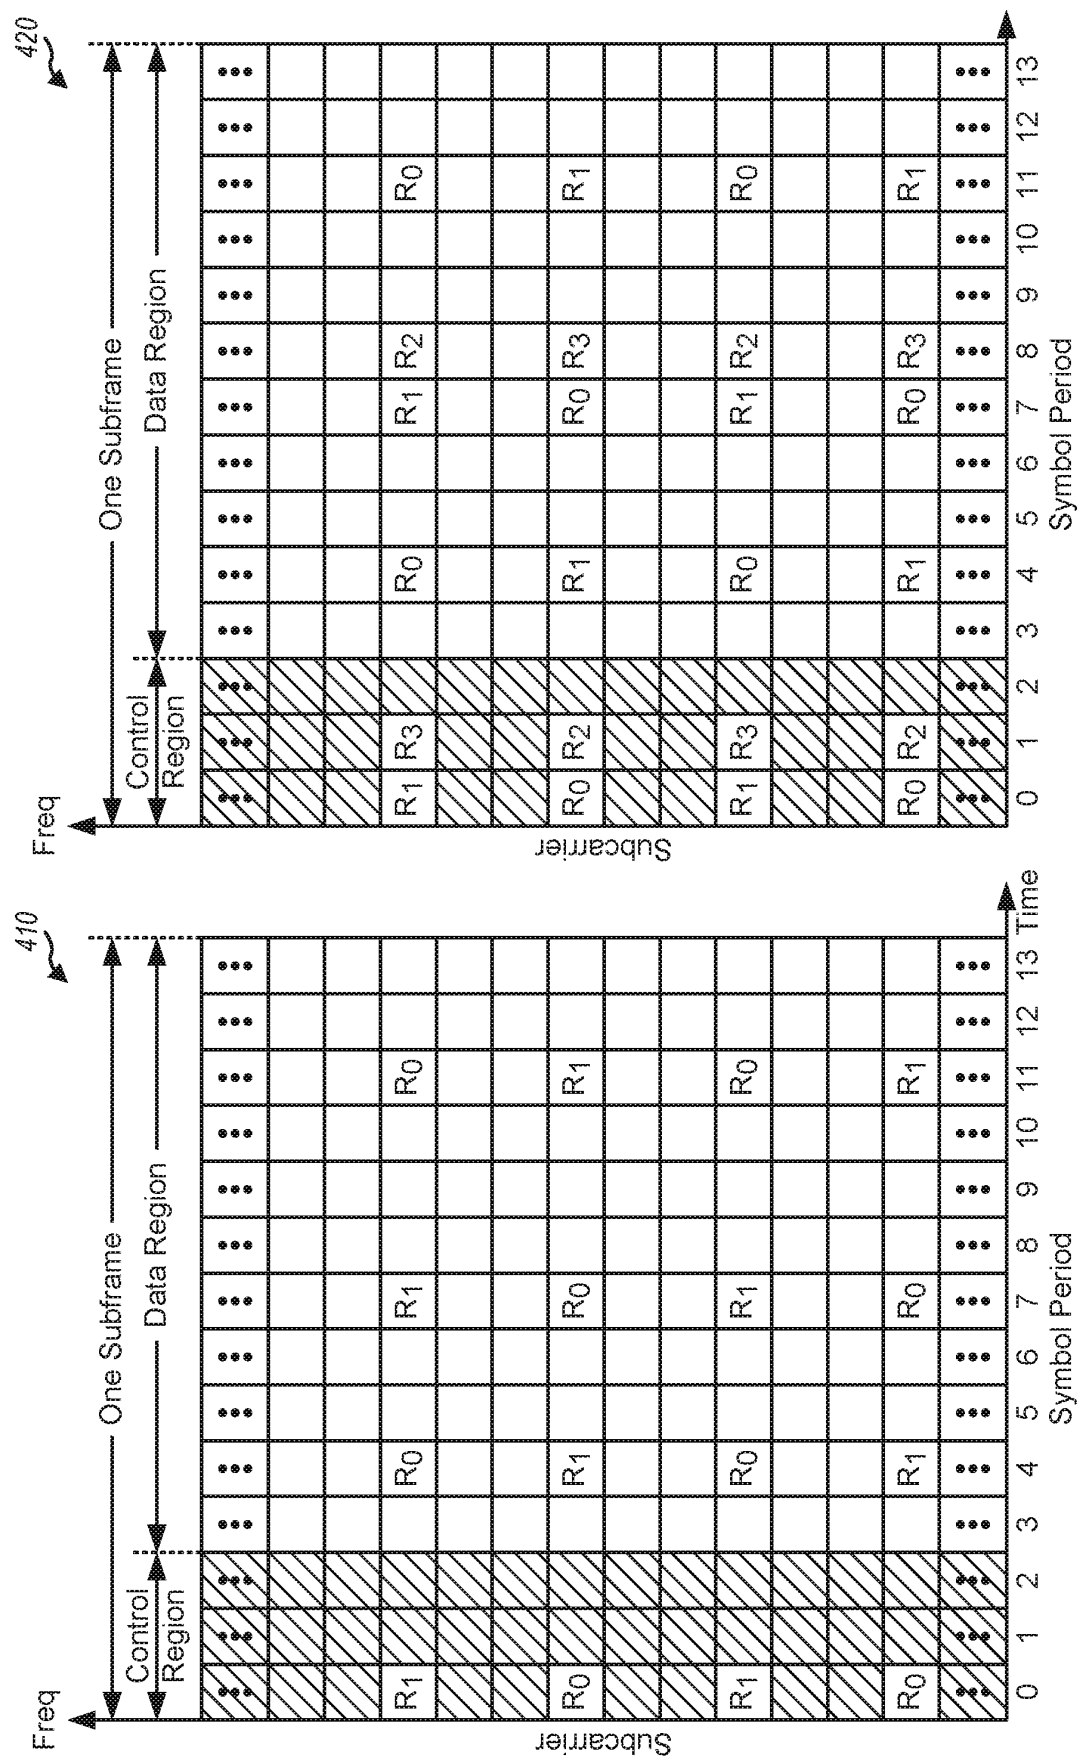 410
Freq
One Subframe
Control
Region
Data Region
Subcarrier
R0 R1 R0 R1
R1 R0 R1 R0
R0 R1 R0 R1
R1 R0 R1 R0
0 1 2 3 4 5 6 7 8 9 10 11 12 13
Time
Symbol Period
420
Freq
One Subframe
Control
Region
Data Region
Subcarrier
R1 R3 R0 R1 R2 R0
R0 R2 R1 R0 R3 R1
R1 R3 R0 R1 R2 R0
R0 R2 R1 R0 R3 R1
0 1 2 3 4 5 6 7 8 9 10 11 12 13
Symbol Period